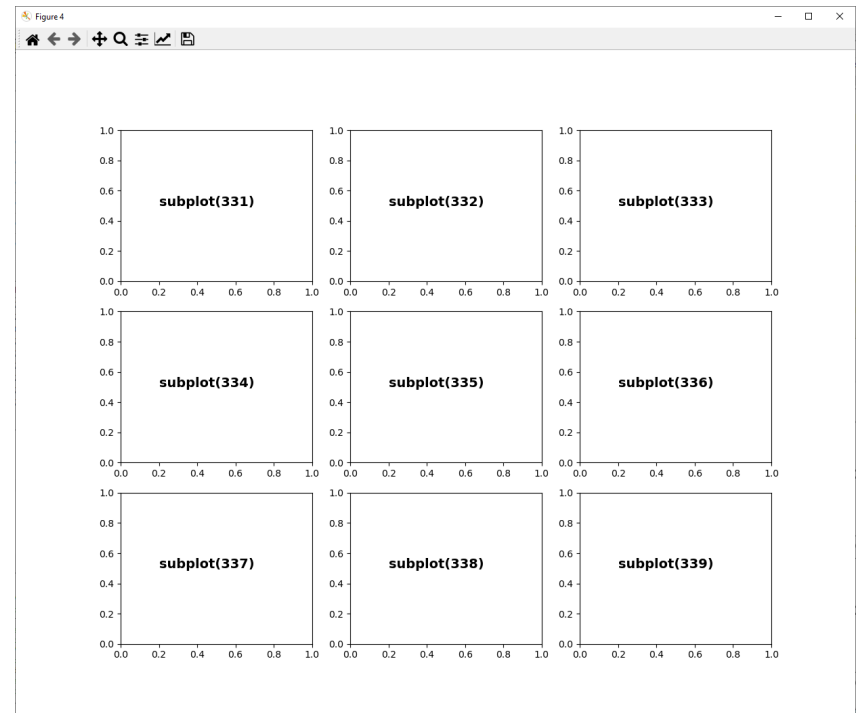 Figure 4
1.0 1.0 1.0
0.8 0.8 0.8
0.6 0.6 0.6
subplot(331) subplot(332) subplot(333)
0.4 0.4 0.4
0.2 0.2 0.2
0.0 0.0 0.0
0.0 0.2 0.4 0.6 0.8 1.0 0.0 0.2 0.4 0.6 0.8 1.0 0.0 0.2 0.4 0.6 0.8 1.0
1.0 1.0 1.0
0.8 0.8 0.8
0.6 0.6 0.6
subplot(334) subplot(335) subplot(336)
0.4 0.4 0.4
0.2 0.2 0.2
0.0 0.0 0.0
0.0 0.2 0.4 0.6 0.8 1.0 0.0 0.2 0.4 0.6 0.8 1.0 0.0 0.2 0.4 0.6 0.8 1.0
1.0 1.0 1.0
0.8 0.8 0.8
0.6 0.6 0.6
subplot(337) subplot(338) subplot(339)
0.4 0.4 0.4
0.2 0.2 0.2
0.0 0.0 0.0
0.0 0.2 0.4 0.6 0.8 1.0 0.0 0.2 0.4 0.6 0.8 1.0 0.0 0.2 0.4 0.6 0.8 1.0